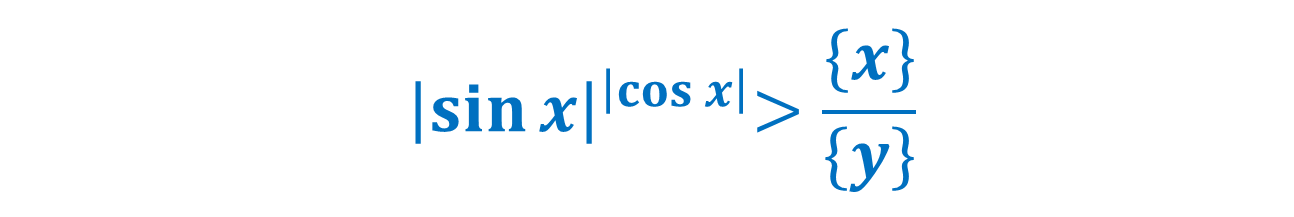 |sin x|^|cos x| > {x}/{y}